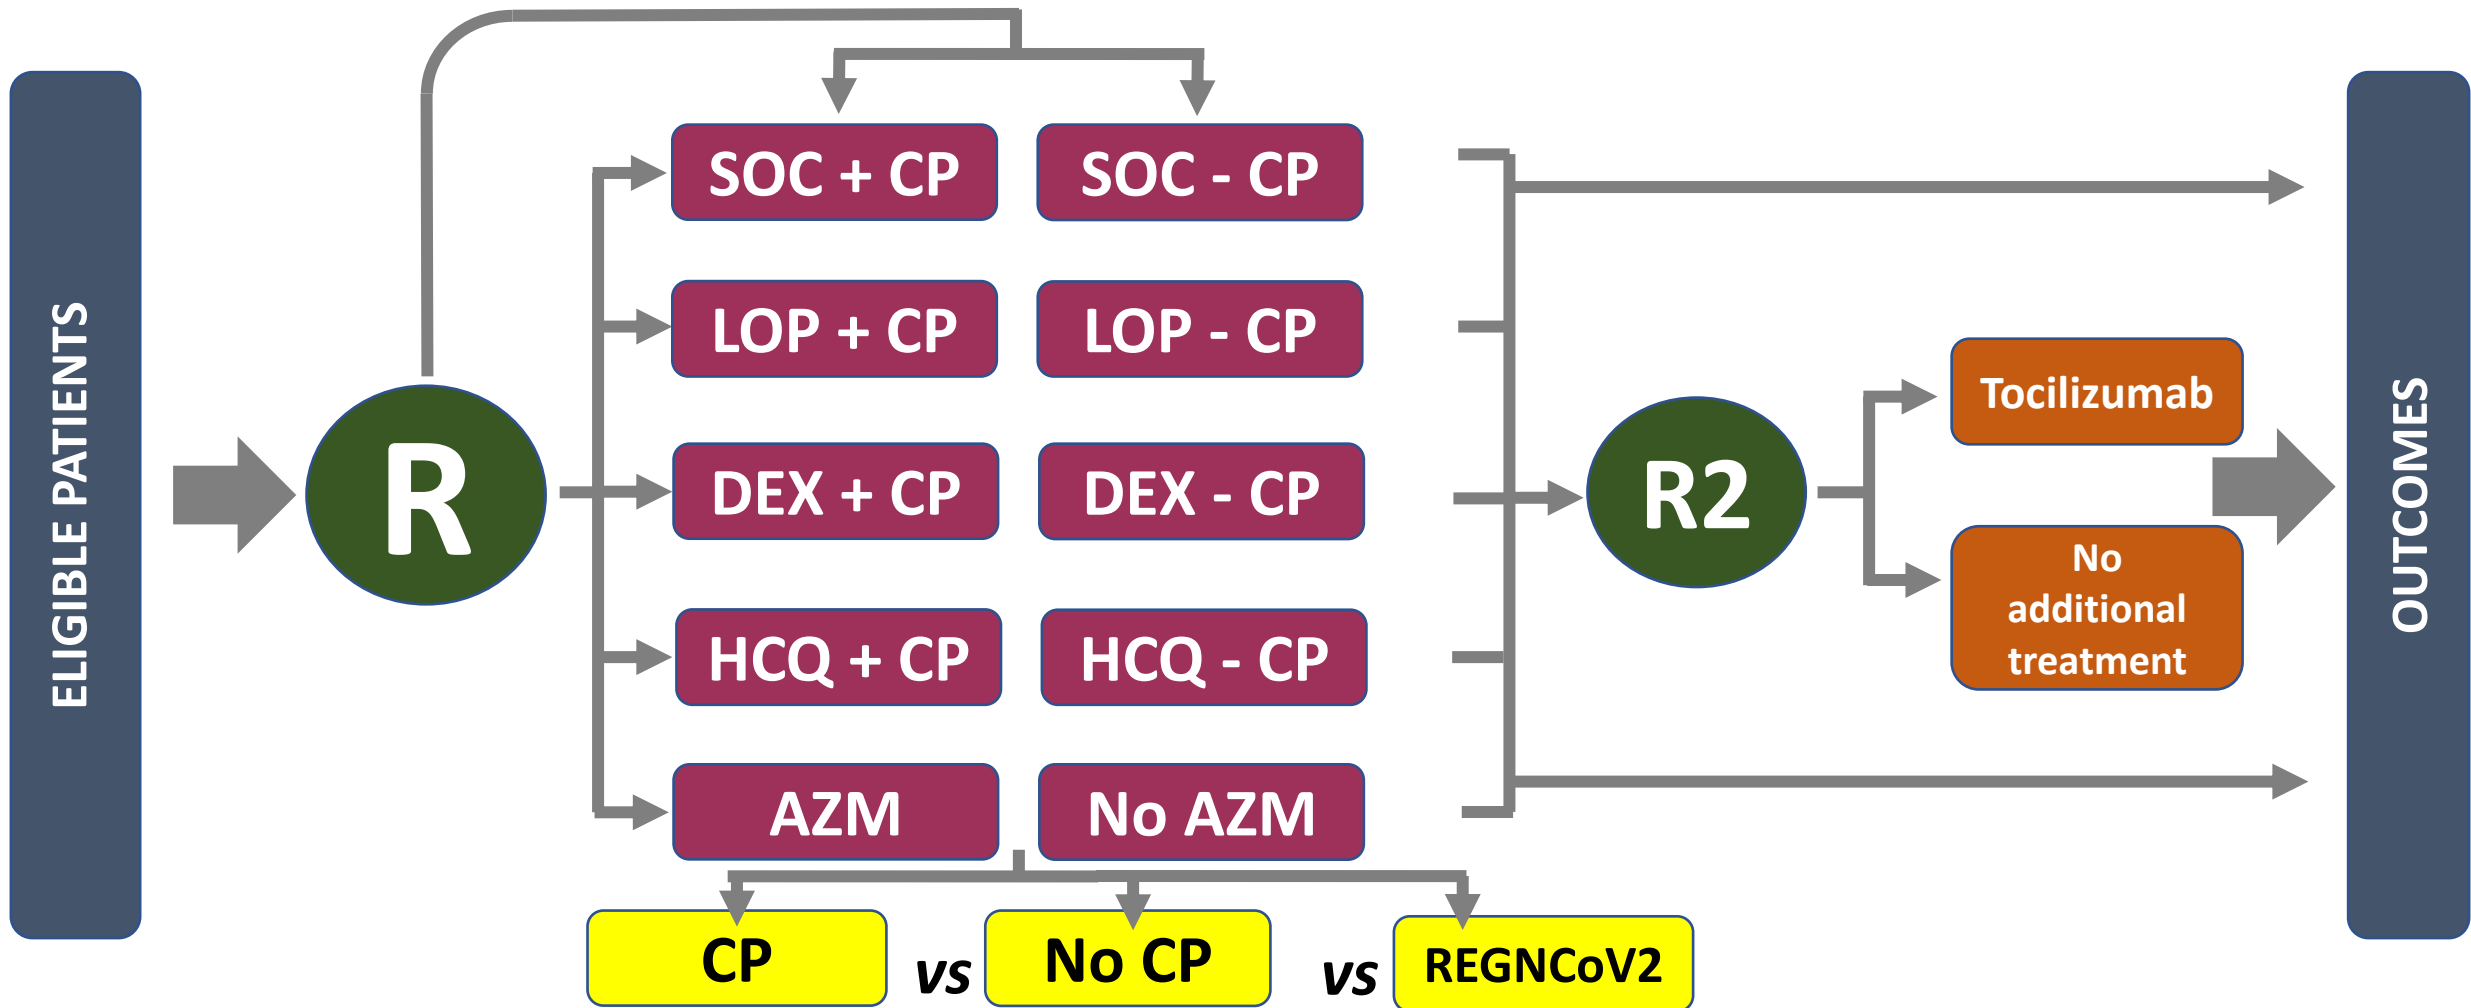 ELIGIBLE PATIENTS
R
SOC + CP
SOC - CP
LOP + CP
LOP - CP
DEX + CP
DEX - CP
HCQ + CP
HCQ - CP
AZM
No AZM
CP
vs
No CP
vs
REGNCoV2
R2
Tocilizumab
No
additional
treatment
OUTCOMES